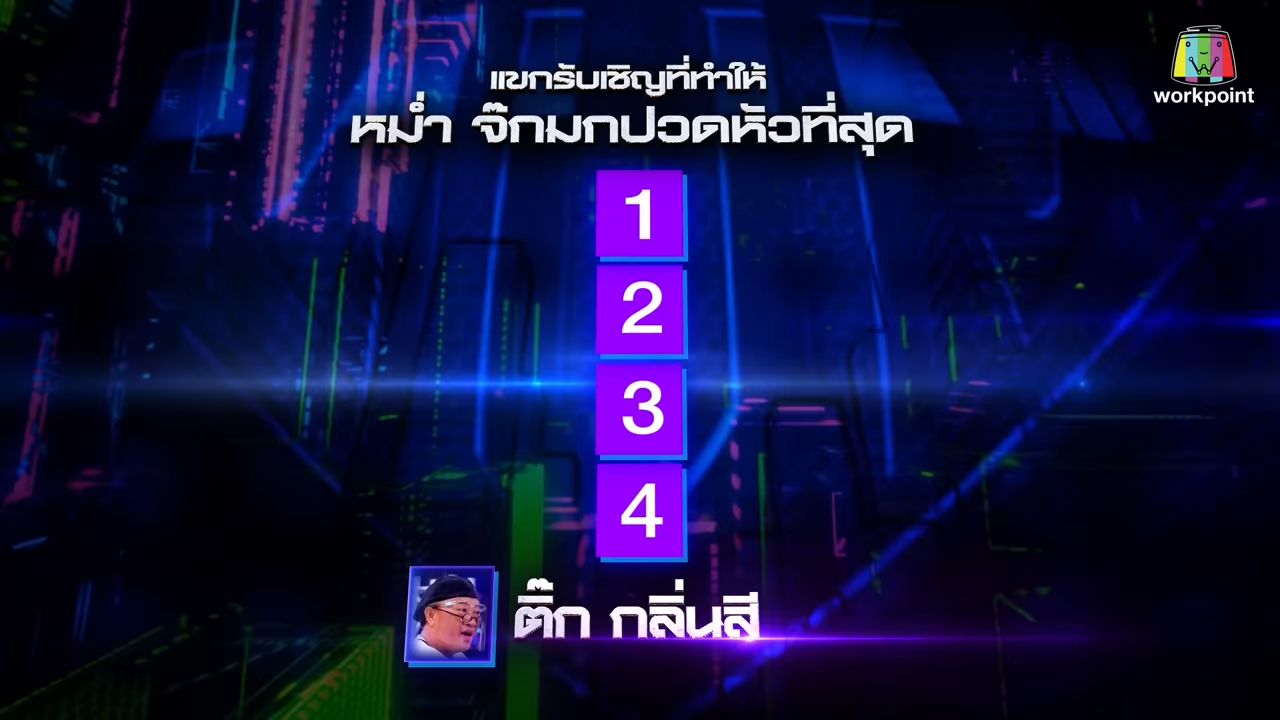 workpoint
แขกรับเชิญที่ทำให้
หม่ำ จ๊กมกปวดหัวที่สุด
1
2
3
4
ติ๊ก กลิ่นสี